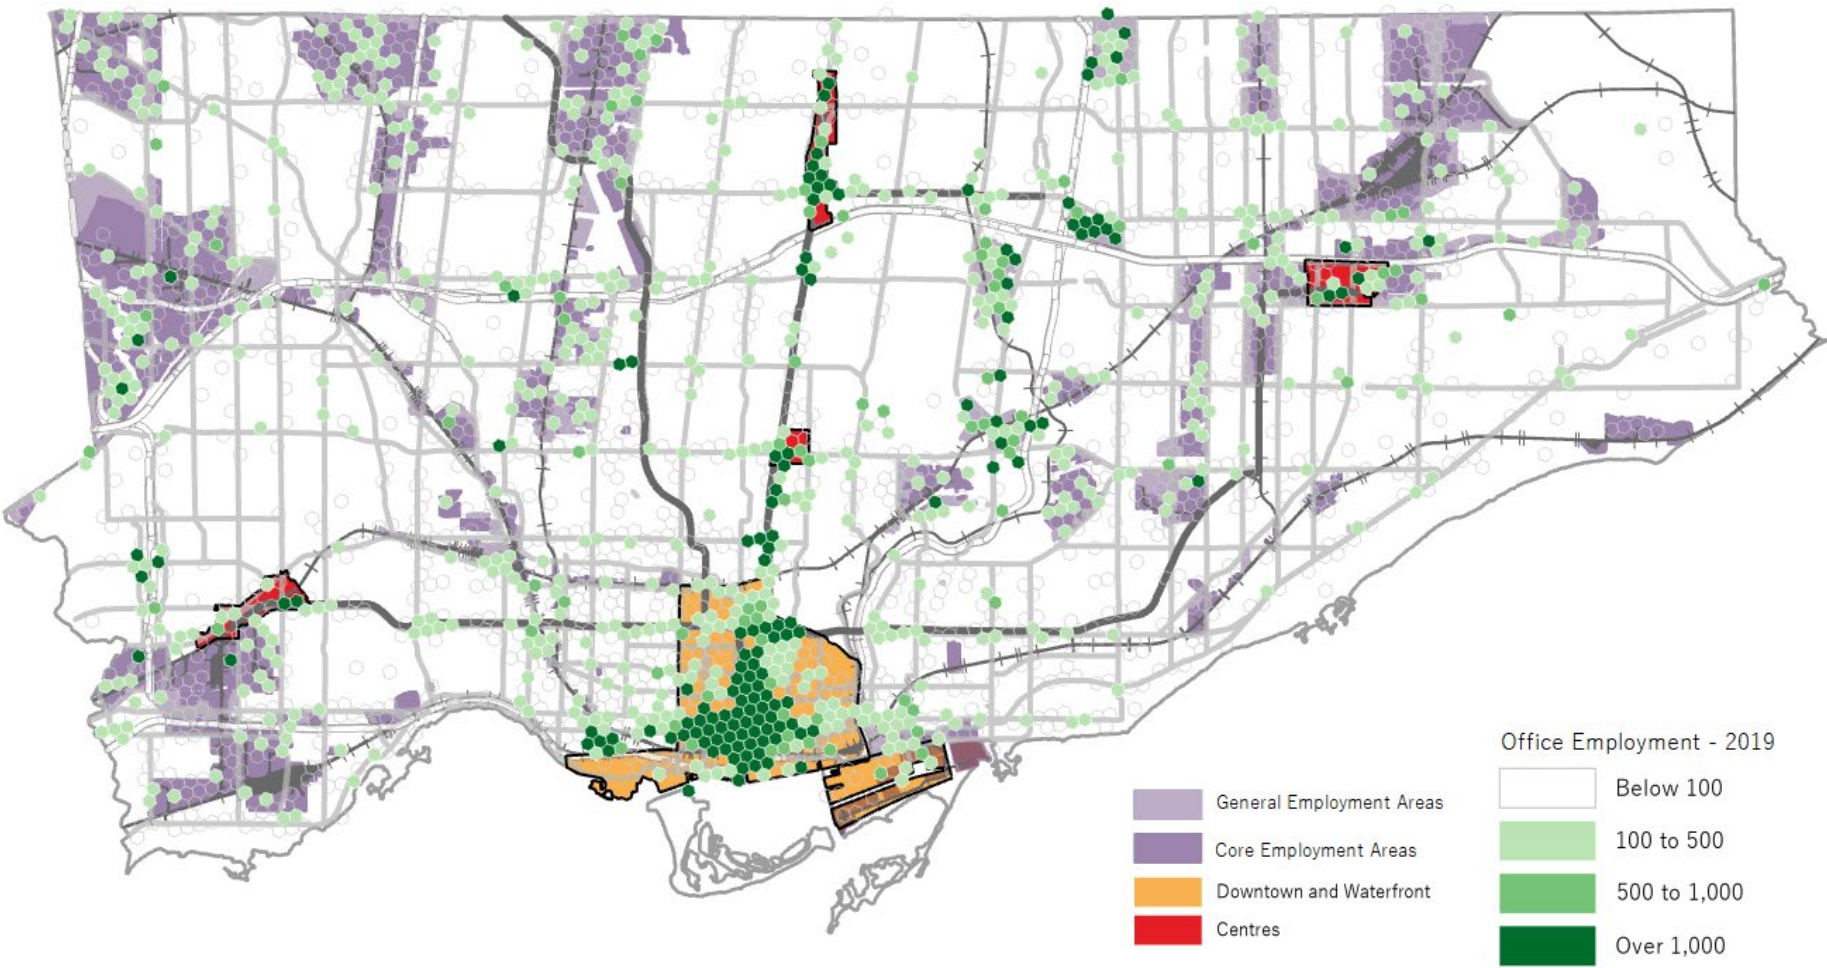 Office Employment - 2019
Below 100
100 to 500
500 to 1,000
Over 1,000
General Employment Areas
Core Employment Areas
Downtown and Waterfront
Centres